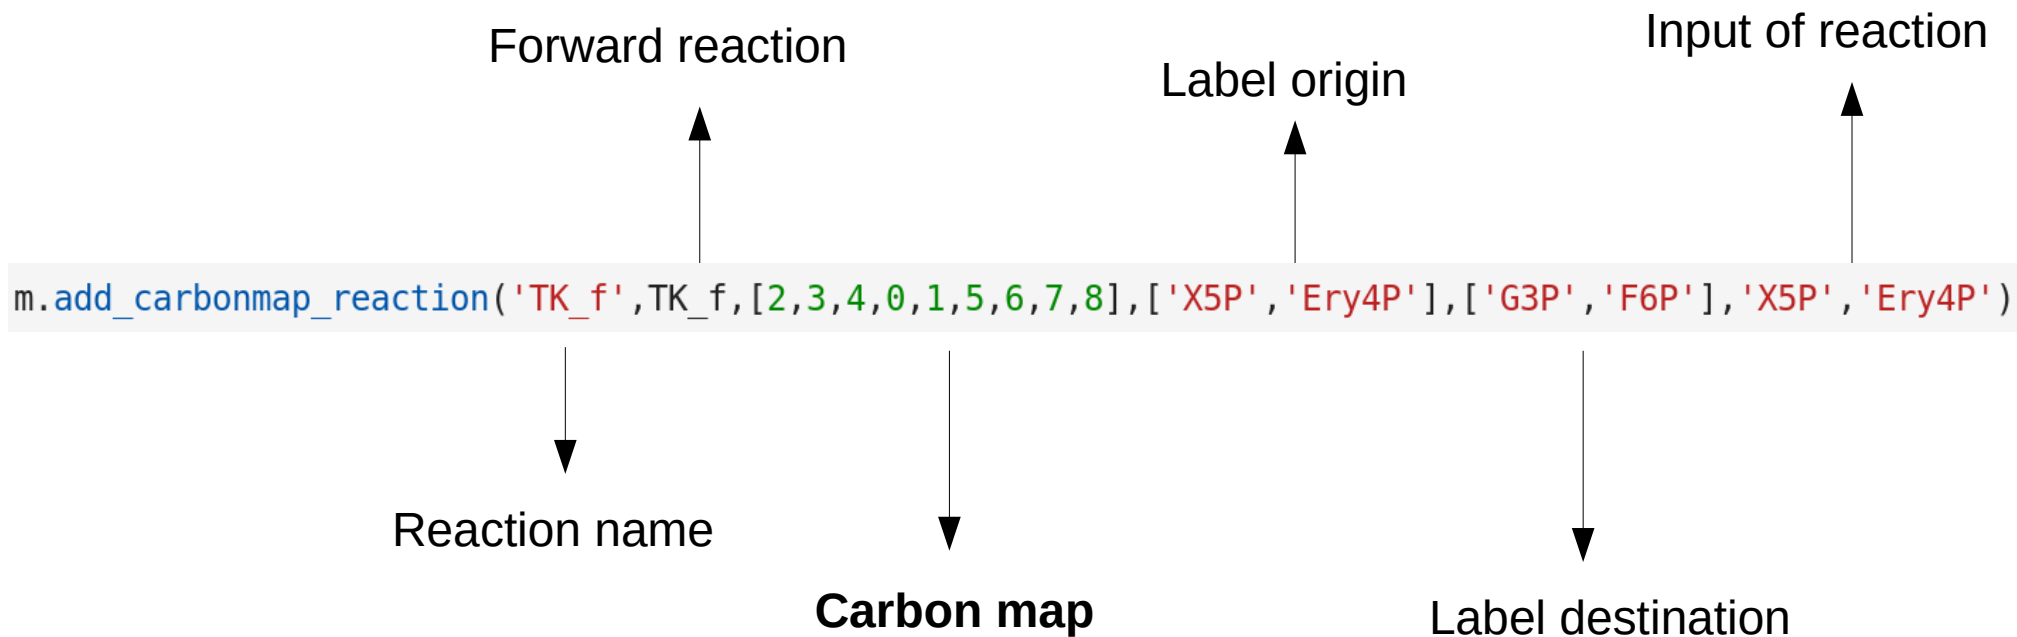 Input of reaction
Forward reaction
Label origin
m.add_carbonmap_reaction('TK_f',TK_f,[2,3,4,0,1,5,6,7,8],['X5P','Ery4P'],['G3P','F6P'],'X5P','Ery4P')
Reaction name
Carbon map
Label destination